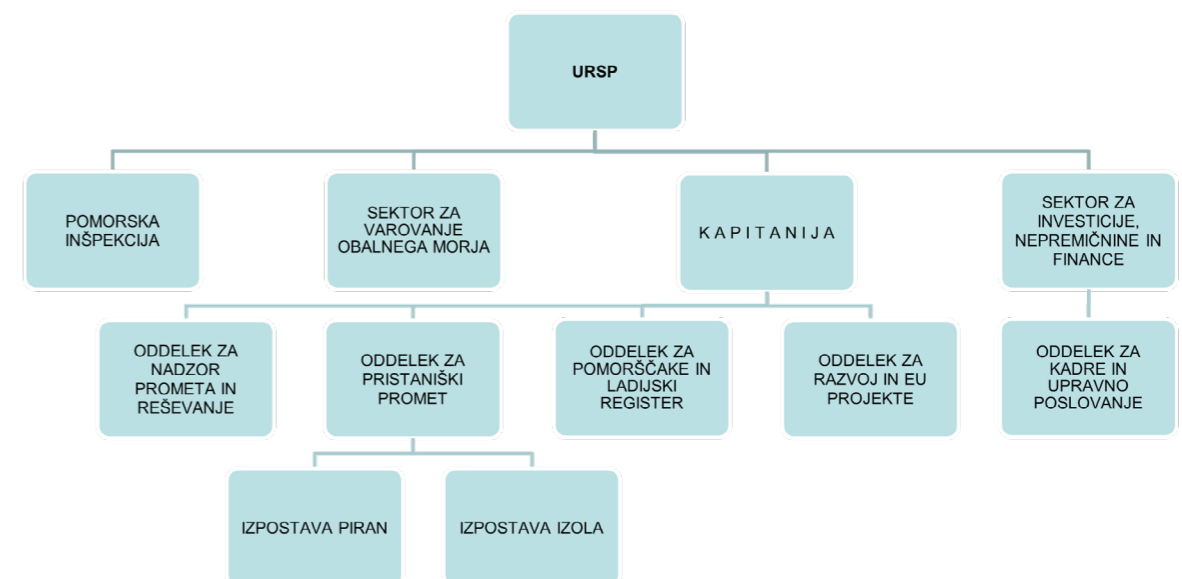 URSP
POMORSKA
INŠPEKCIJA
SEKTOR ZA
VAROVANJE
OBALNEGA MORJA
K A P I T A N I J A
SEKTOR ZA
INVESTICIJE,
NEPREMIČNINE IN
FINANCE
ODDELEK ZA
NADZOR
PROMETA IN
REŠEVANJE
ODDELEK ZA
PRISTANIŠKI
PROMET
ODDELEK ZA
POMORŠČAKE IN
LADIJSKI
REGISTER
ODDELEK ZA
RAZVOJ IN EU
PROJEKTE
ODDELEK ZA
KADRE IN
UPRAVNO
POSLOVANJE
IZPOSTAVA PIRAN
IZPOSTAVA IZOLA